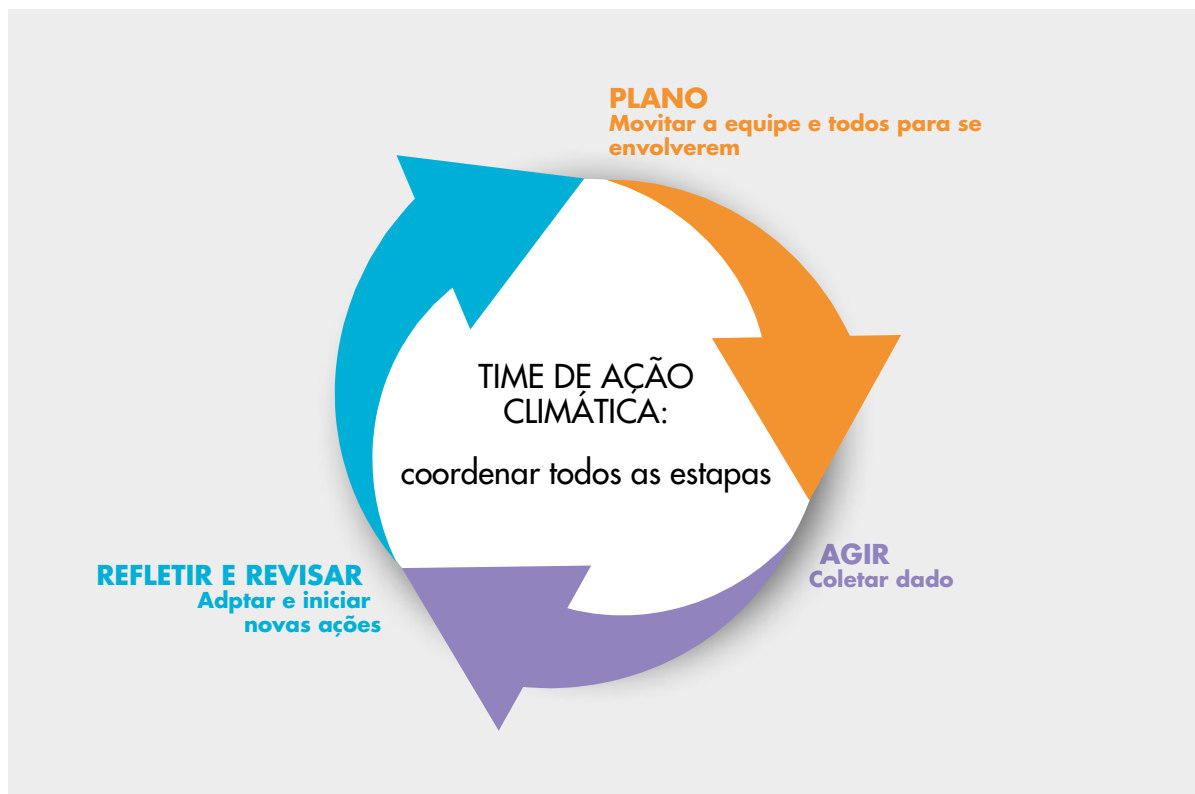 PLANO
Movitar a equipe e todos para se
envolverem
TIME DE AÇÃO
CLIMÁTICA:
coordenar todos as estapas
AGIR
Coletar dado
REFLETIR E REVISAR
Adptar e iniciar
novas ações